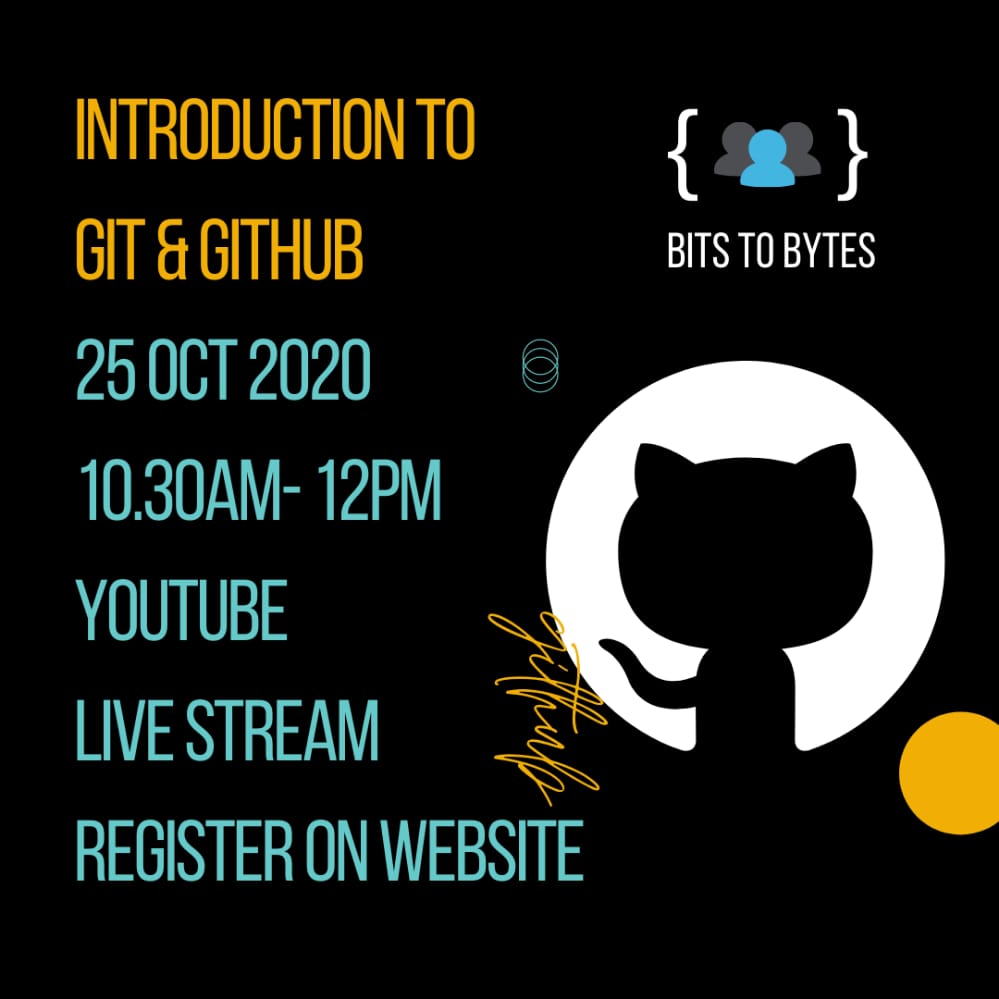 INTRODUCTION TO
GIT & GITHUB
25 OCT 2020
10.30AM- 12PM
YOUTUBE
LIVE STREAM
REGISTER ON WEBSITE
{ }
BITS TO BYTES
github